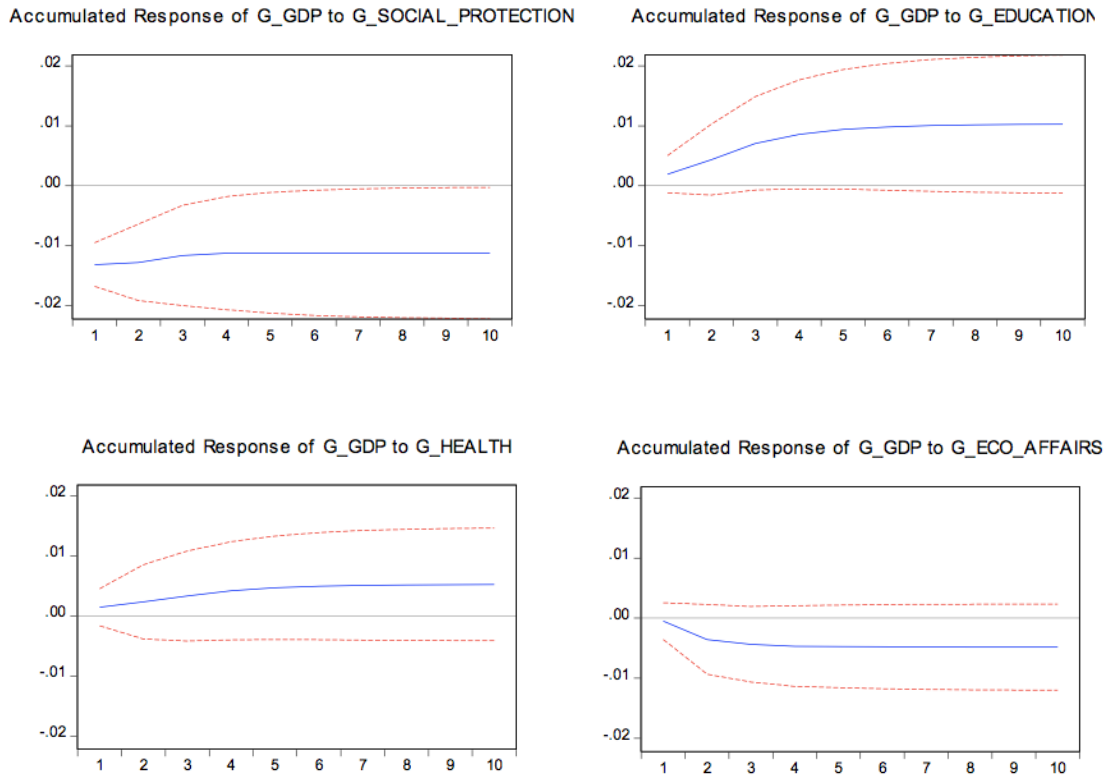 Accumulated Response of G_GDP to G_SOCIAL_PROTECTION
.02
.01
.00
-.01
-.02
1 2 3 4 5 6 7 8 9 10
Accumulated Response of G_GDP to G_EDUCATION
.02
.01
.00
-.01
-.02
1 2 3 4 5 6 7 8 9 10
Accumulated Response of G_GDP to G_HEALTH
.02
.01
.00
-.01
-.02
1 2 3 4 5 6 7 8 9 10
Accumulated Response of G_GDP to G_ECO_AFFAIRS
.02
.01
.00
-.01
-.02
1 2 3 4 5 6 7 8 9 10